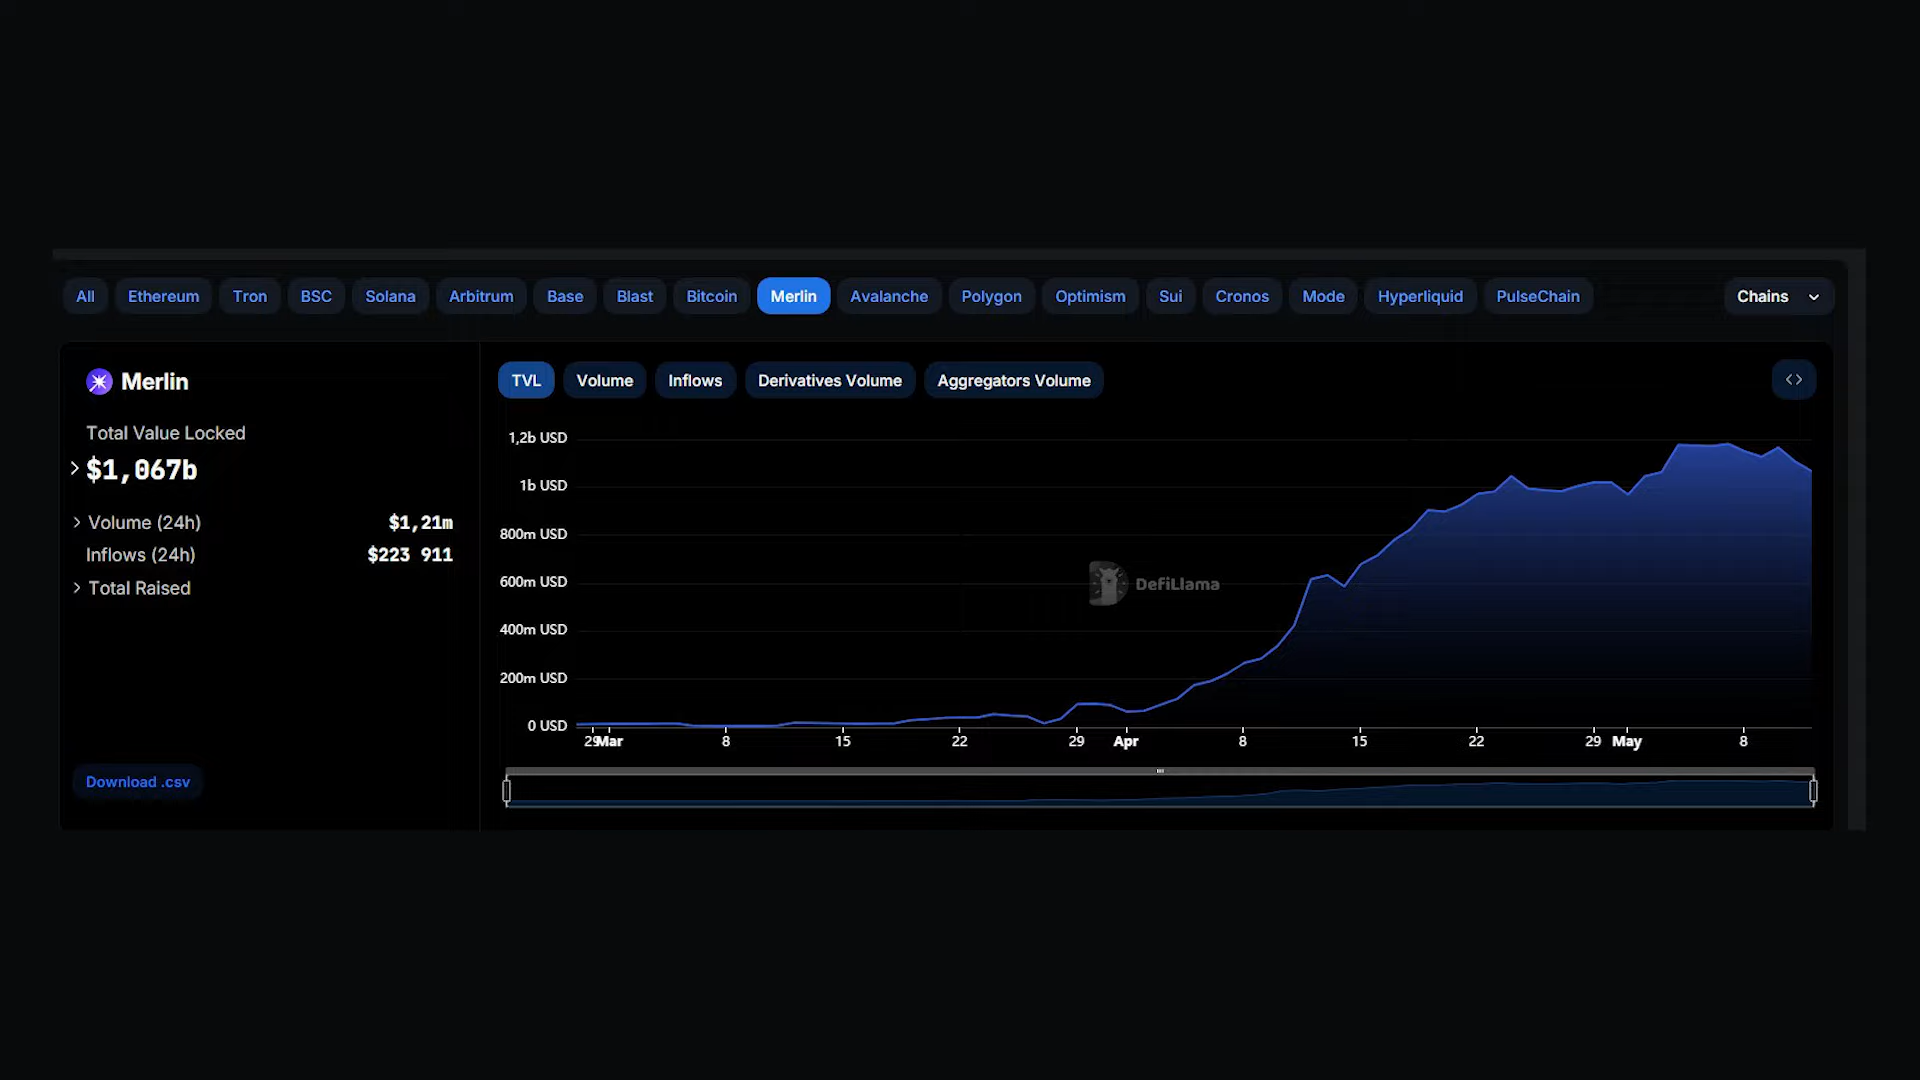 All Ethereum Tron BSC Solana Arbitrum Base Blast Bitcoin Merlin Avalanche Polygon Optimism Sui Cronos Mode Hyperliquid PulseChain Chains
Merlin
Total Value Locked
$1,067b
Volume (24h) $1,21m
Inflows (24h) $223 911
Total Raised
Download .csv
TVL Volume Inflows Derivatives Volume Aggregators Volume
1,2b USD
1b USD
800m USD
600m USD
400m USD
200m USD
0 USD
DefiLlama
29 Mar 8 15 22 29 Apr 8 15 22 29 May 8